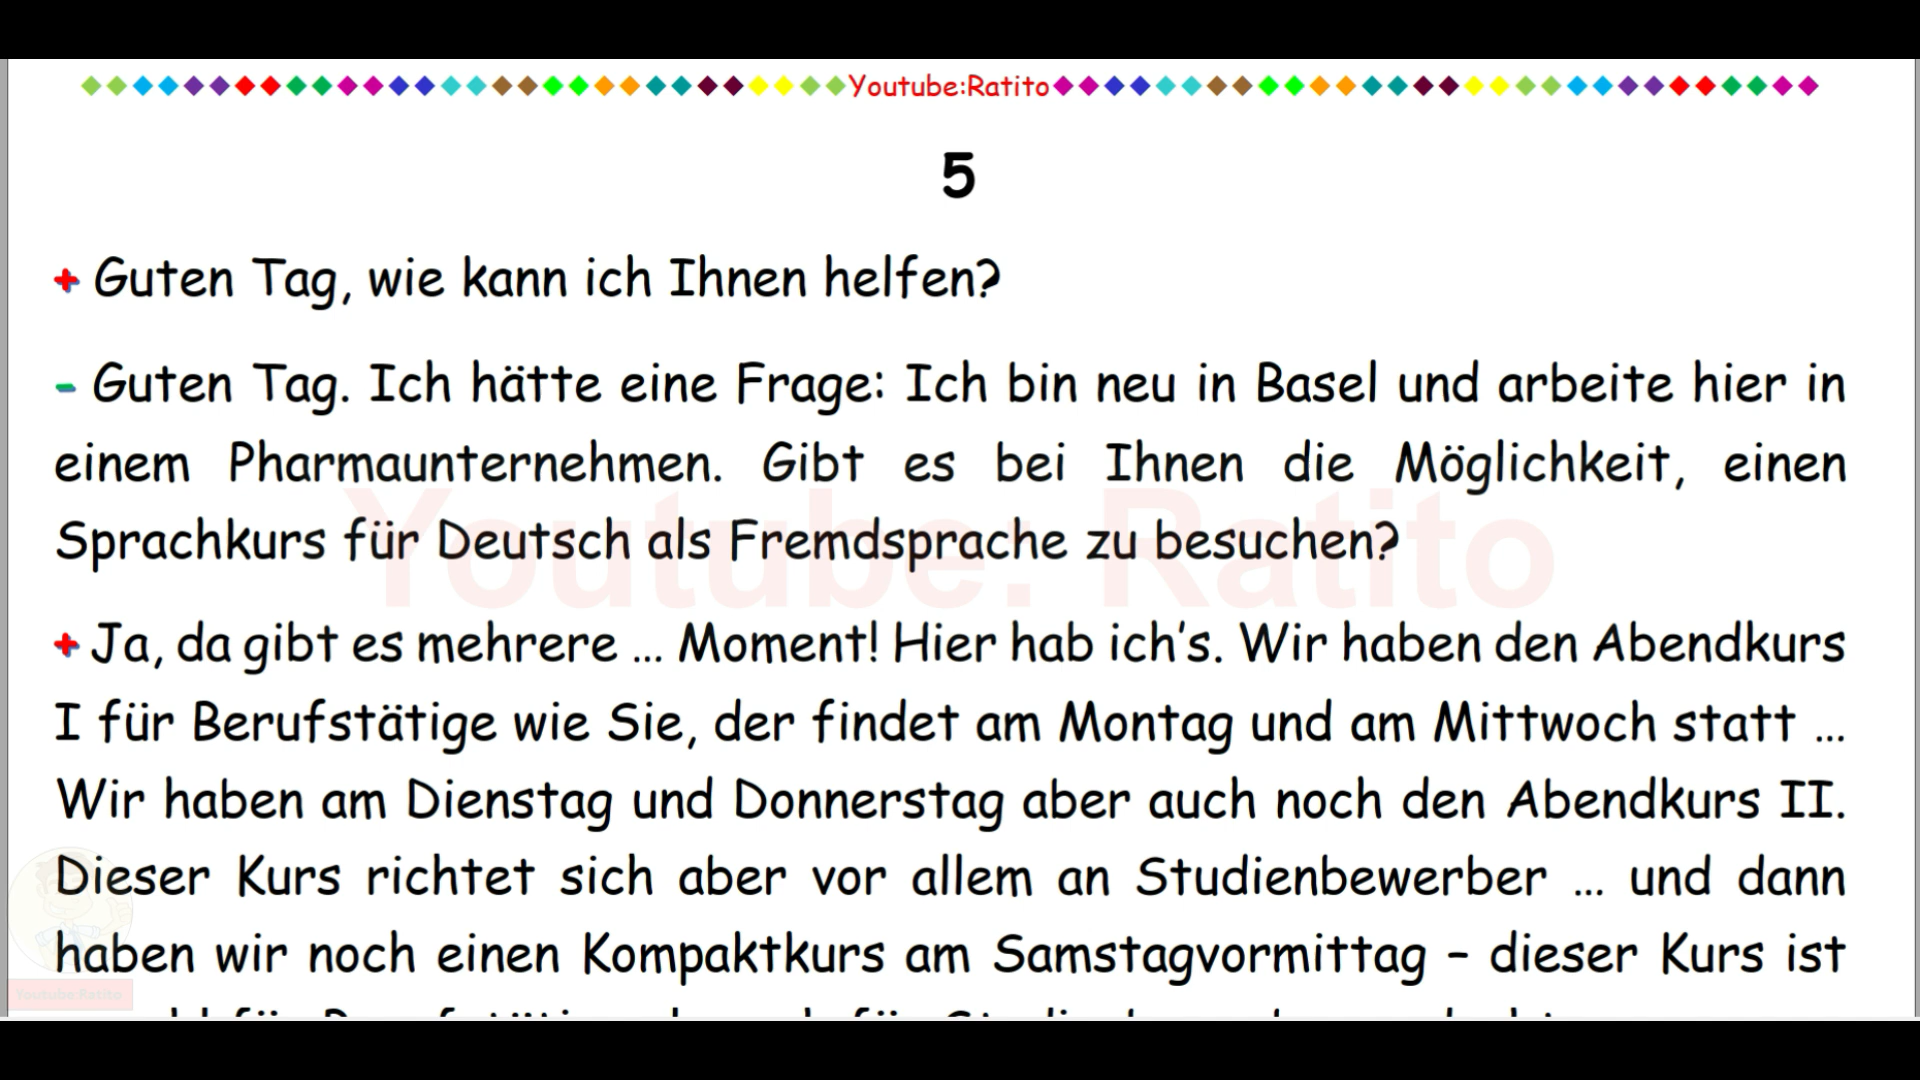 Youtube:Ratito
5
+ Guten Tag, wie kann ich Ihnen helfen?
- Guten Tag. Ich hätte eine Frage: Ich bin neu in Basel und arbeite hier in
einem Pharmaunternehmen. Gibt es bei Ihnen die Möglichkeit, einen
Sprachkurs für Deutsch als Fremdsprache zu besuchen?
Youtube: Ratito
+ Ja, da gibt es mehrere ... Moment! Hier hab ich's. Wir haben den Abendkurs
I für Berufstätige wie Sie, der findet am Montag und am Mittwoch statt ...
Wir haben am Dienstag und Donnerstag aber auch noch den Abendkurs II.
Dieser Kurs richtet sich aber vor allem an Studienbewerber ... und dann
haben wir noch einen Kompaktkurs am Samstagvormittag – dieser Kurs ist
Youtube:Ratito